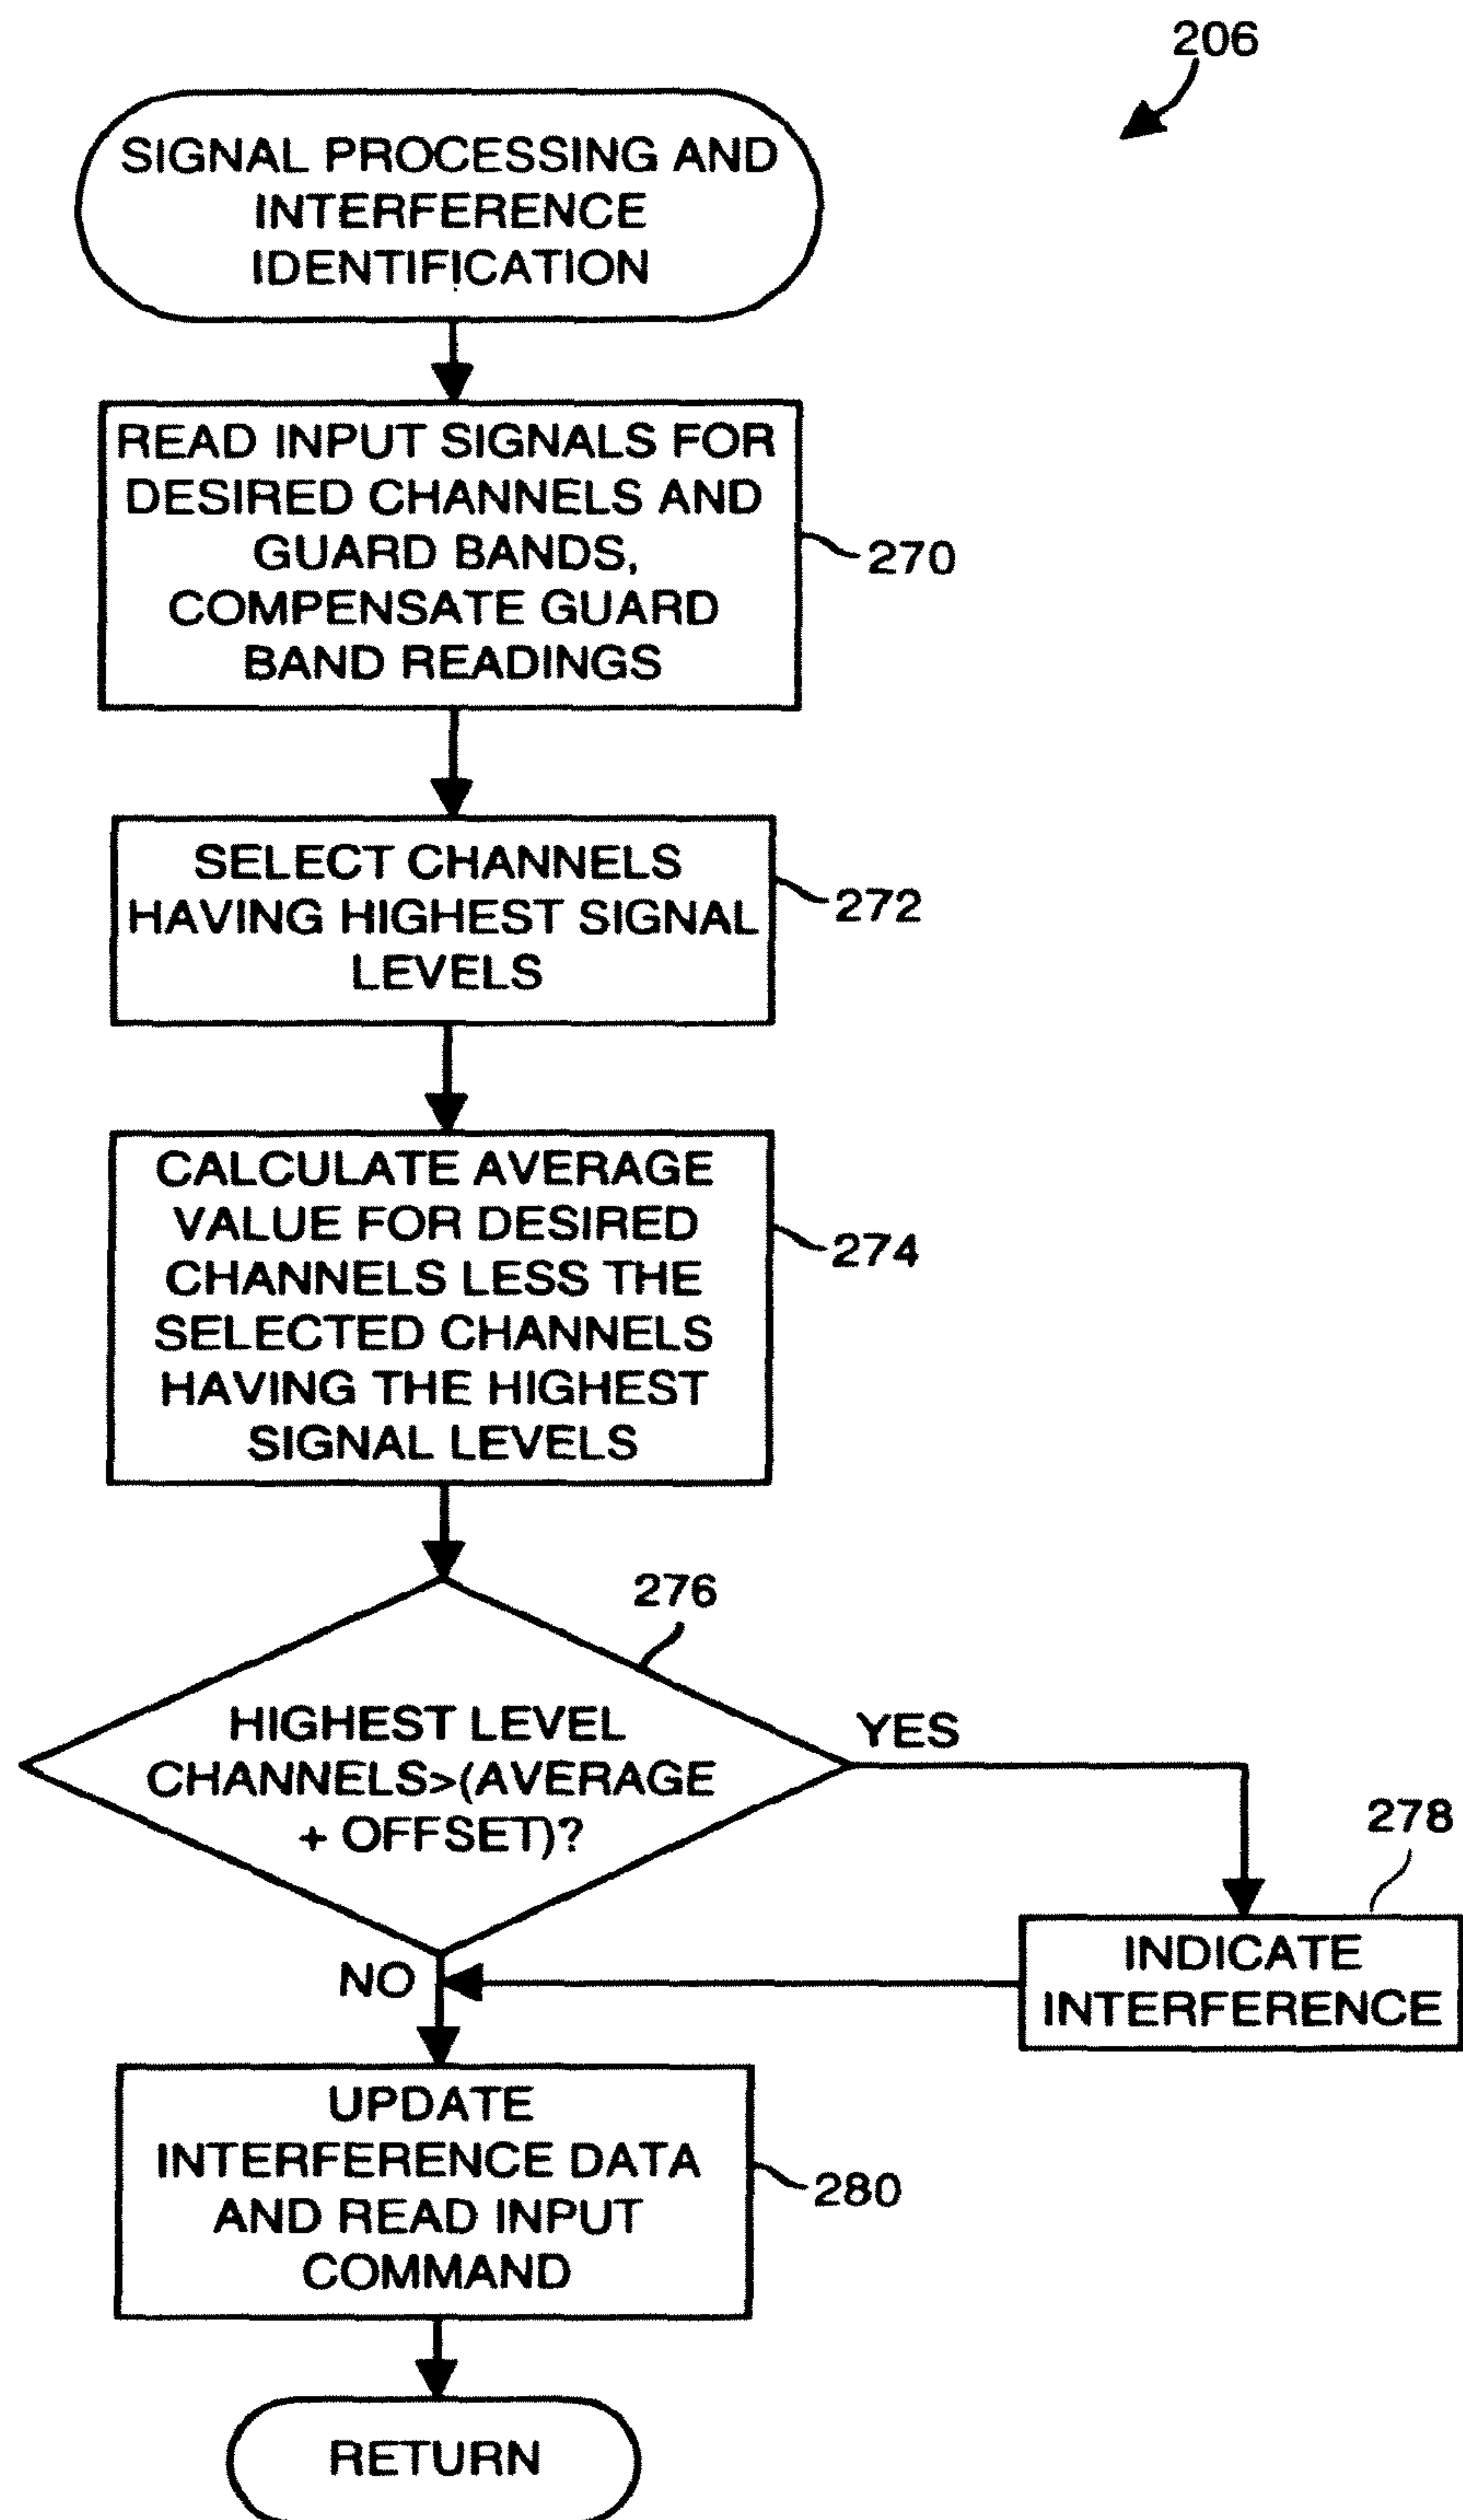 206
SIGNAL PROCESSING AND
INTERFERENCE
IDENTIFICATION
READ INPUT SIGNALS FOR
DESIRED CHANNELS AND
GUARD BANDS,
COMPENSATE GUARD
BAND READINGS
270
SELECT CHANNELS
HAVING HIGHEST SIGNAL
LEVELS
272
CALCULATE AVERAGE
VALUE FOR DESIRED
CHANNELS LESS THE
SELECTED CHANNELS
HAVING THE HIGHEST
SIGNAL LEVELS
274
276
HIGHEST LEVEL
CHANNELS>(AVERAGE
+ OFFSET)?
YES
278
INDICATE
INTERFERENCE
NO
UPDATE
INTERFERENCE DATA
AND READ INPUT
COMMAND
280
RETURN